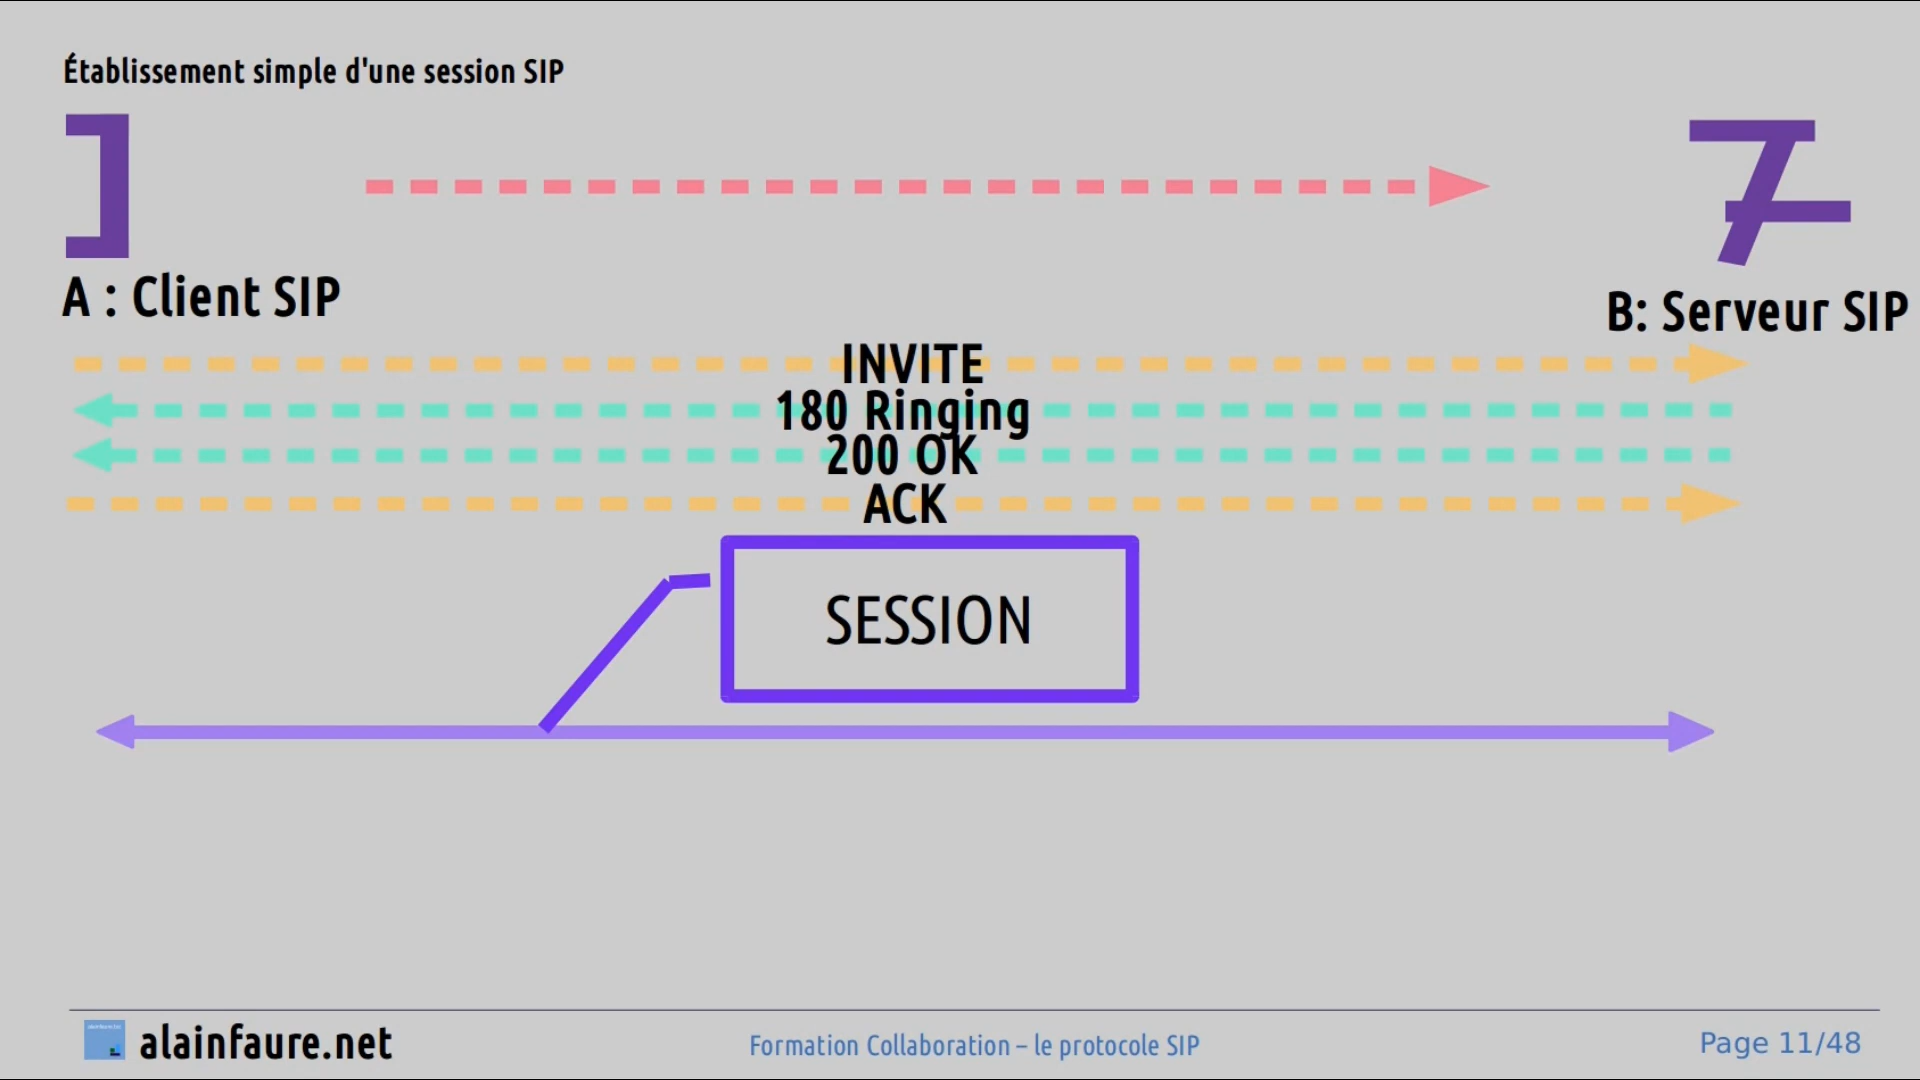 Établissement simple d'une session SIP
A : Client SIP
B: Serveur SIP
INVITE
180 Ringing
200 OK
ACK
SESSION
alainfaure.net
Formation Collaboration – le protocole SIP
Page 11/48